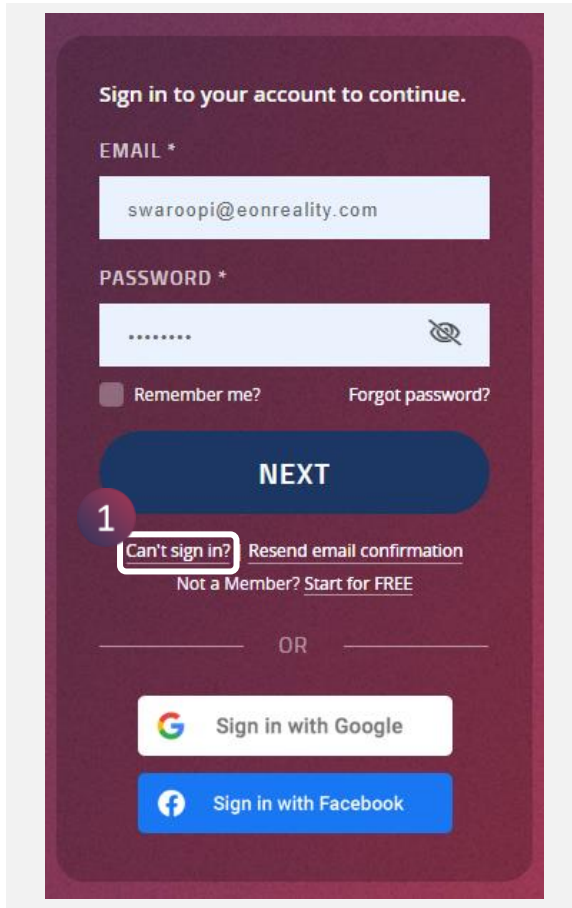 Sign in to your account to continue.
EMAIL *
swaroopi@eonreality.com
PASSWORD *
........
Remember me? Forgot password?
NEXT
1
Can't sign in? | Resend email confirmation
Not a Member? Start for FREE
OR
Sign in with Google
Sign in with Facebook